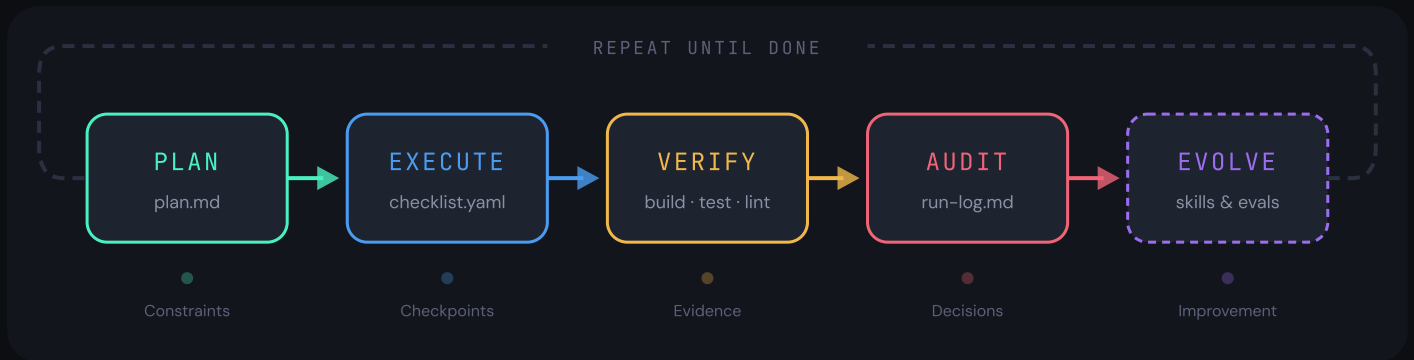 REPEAT UNTIL DONE
PLAN
plan.md
EXECUTE
checklist.yaml
VERIFY
build · test · lint
AUDIT
run-log.md
EVOLVE
skills & evals
Constraints
Checkpoints
Evidence
Decisions
Improvement